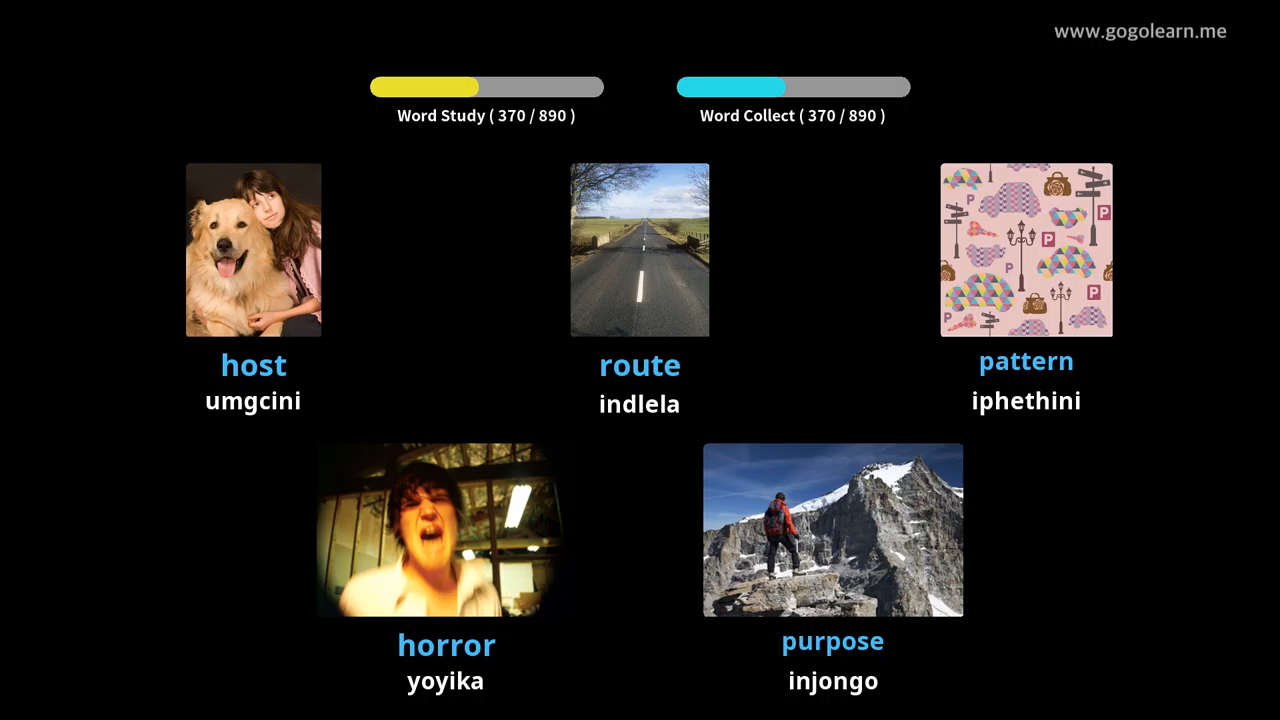 www.gogolearn.me
Word Study ( 370 / 890 )
Word Collect ( 370 / 890 )
P
P
P
P
P
P
host
umgcini
route
indlela
pattern
iphethini
horror
yoyika
purpose
injongo